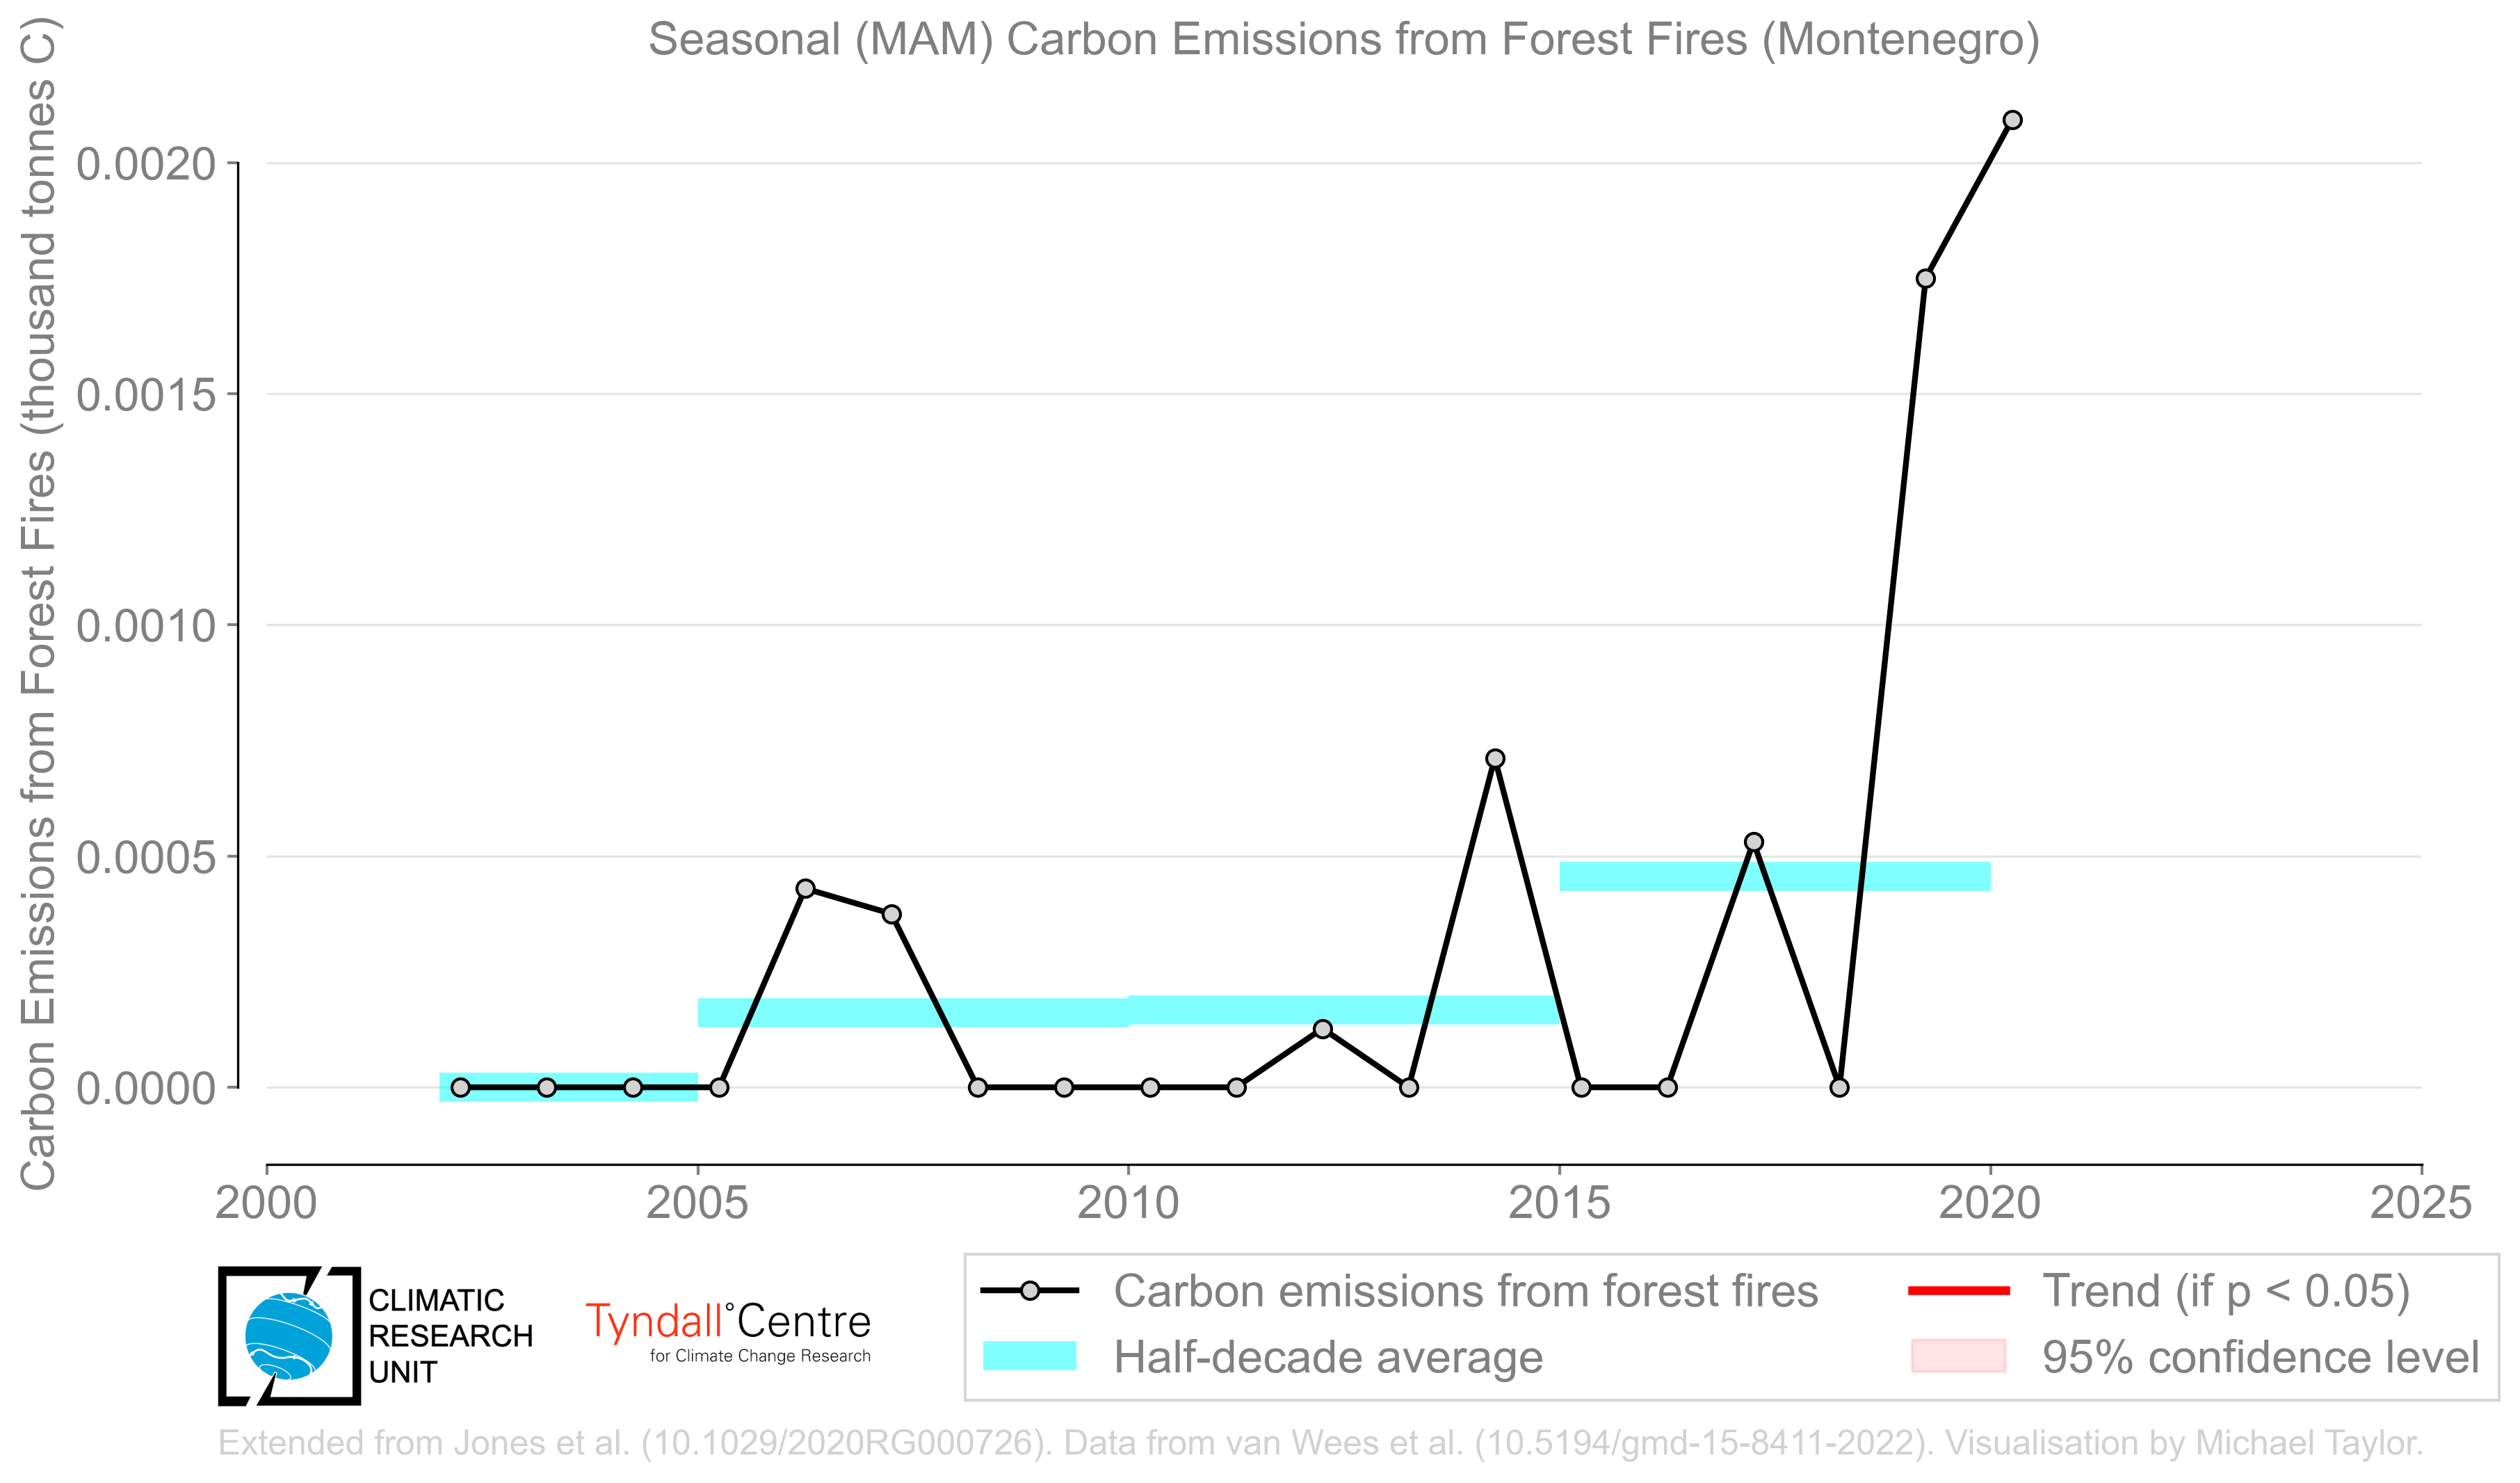 Seasonal (MAM) Carbon Emissions from Forest Fires (Montenegro)
Carbon Emissions from Forest Fires (thousand tonnes C)
0.0020
0.0015
0.0010
0.0005
0.0000
2000 2005 2010 2015 2020 2025
CLIMATIC
RESEARCH
UNIT
Tyndall°Centre
for Climate Change Research
Carbon emissions from forest fires
Half-decade average
Trend (if p < 0.05)
95% confidence level
Extended from Jones et al. (10.1029/2020RG000726). Data from van Wees et al. (10.5194/gmd-15-8411-2022). Visualisation by Michael Taylor.